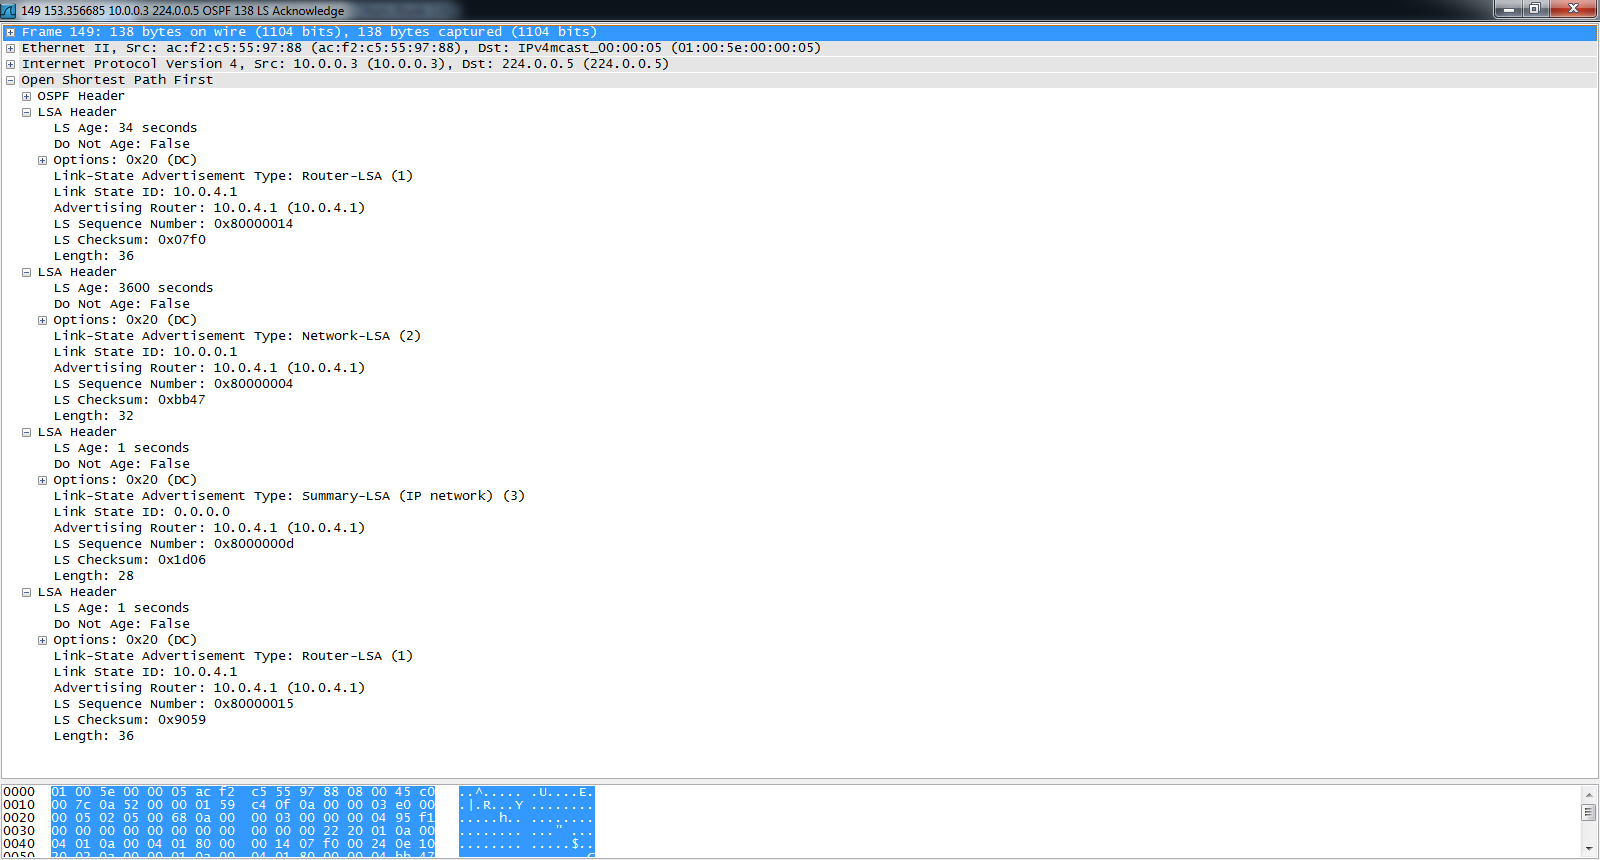 149 153.356685 10.0.0.3 224.0.0.5 OSPF 138 LS Acknowledge
Frame 149: 138 bytes on wire (1104 bits), 138 bytes captured (1104 bits)
Ethernet II, Src: ac:f2:c5:55:97:88 (ac:f2:c5:55:97:88), Dst: IPv4mcast_00:00:05 (01:00:5e:00:00:05)
Internet Protocol Version 4, Src: 10.0.0.3 (10.0.0.3), Dst: 224.0.0.5 (224.0.0.5)
Open Shortest Path First
OSPF Header
LSA Header
LS Age: 34 seconds
Do Not Age: False
Options: 0x20 (DC)
Link-State Advertisement Type: Router-LSA (1)
Link State ID: 10.0.4.1
Advertising Router: 10.0.4.1 (10.0.4.1)
LS Sequence Number: 0x80000014
LS Checksum: 0x07f0
Length: 36
LSA Header
LS Age: 3600 seconds
Do Not Age: False
Options: 0x20 (DC)
Link-State Advertisement Type: Network-LSA (2)
Link State ID: 10.0.0.1
Advertising Router: 10.0.4.1 (10.0.4.1)
LS Sequence Number: 0x80000004
LS Checksum: 0xbb47
Length: 32
LSA Header
LS Age: 1 seconds
Do Not Age: False
Options: 0x20 (DC)
Link-State Advertisement Type: Summary-LSA (IP network) (3)
Link State ID: 0.0.0.0
Advertising Router: 10.0.4.1 (10.0.4.1)
LS Sequence Number: 0x8000000d
LS Checksum: 0x1d06
Length: 28
LSA Header
LS Age: 1 seconds
Do Not Age: False
Options: 0x20 (DC)
Link-State Advertisement Type: Router-LSA (1)
Link State ID: 10.0.4.1
Advertising Router: 10.0.4.1 (10.0.4.1)
LS Sequence Number: 0x80000015
LS Checksum: 0x9059
Length: 36
0000 01 00 5e 00 00 05 ac f2 c5 55 97 88 08 00 45 c0 ..^..... .U....E.
0010 00 7c 0a 52 00 00 01 59 c4 0f 0a 00 00 03 e0 00 .|.R...Y ........
0020 00 05 02 05 00 68 0a 00 00 03 00 00 00 04 95 f1 .....h.. ........
0030 00 00 00 00 00 00 00 00 00 00 00 22 20 01 0a 00 ........ ..." ...
0040 04 01 0a 00 04 01 80 00 00 14 07 f0 00 24 0e 10 ........ .....$..
0050 20 02 0a 00 00 01 0a 00 04 01 80 00 00 04 bb 47